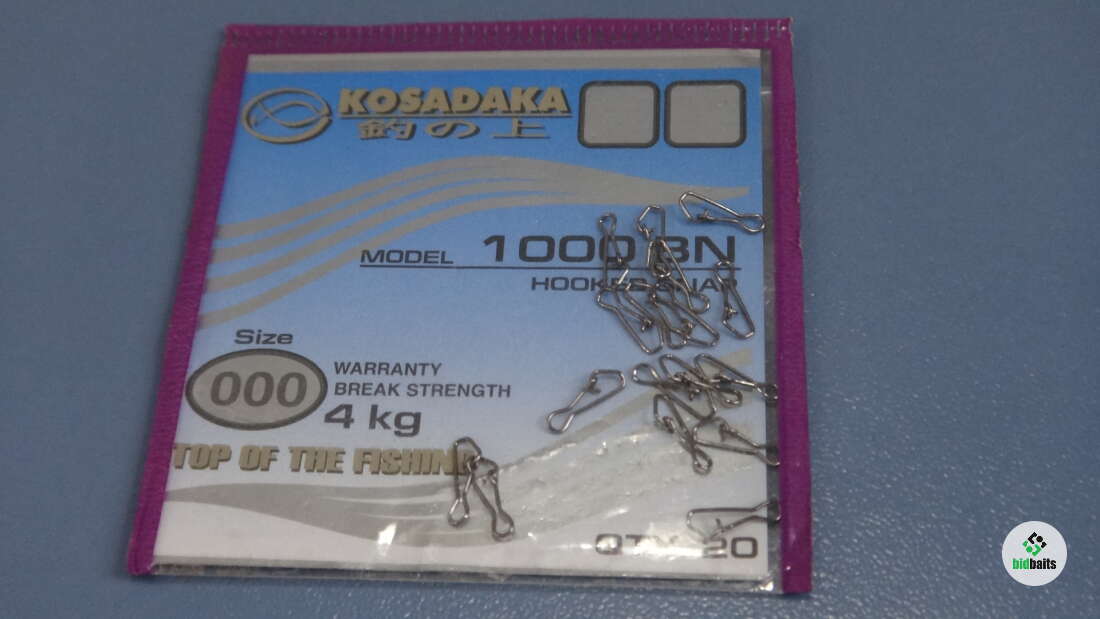 KOSADAKA
釣の上
MODEL 1000 BN
HOOKED SNAP
Size
000
WARRANTY
BREAK STRENGTH
4 kg
TOP OF THE FISHING
QTY 20
bidbaits